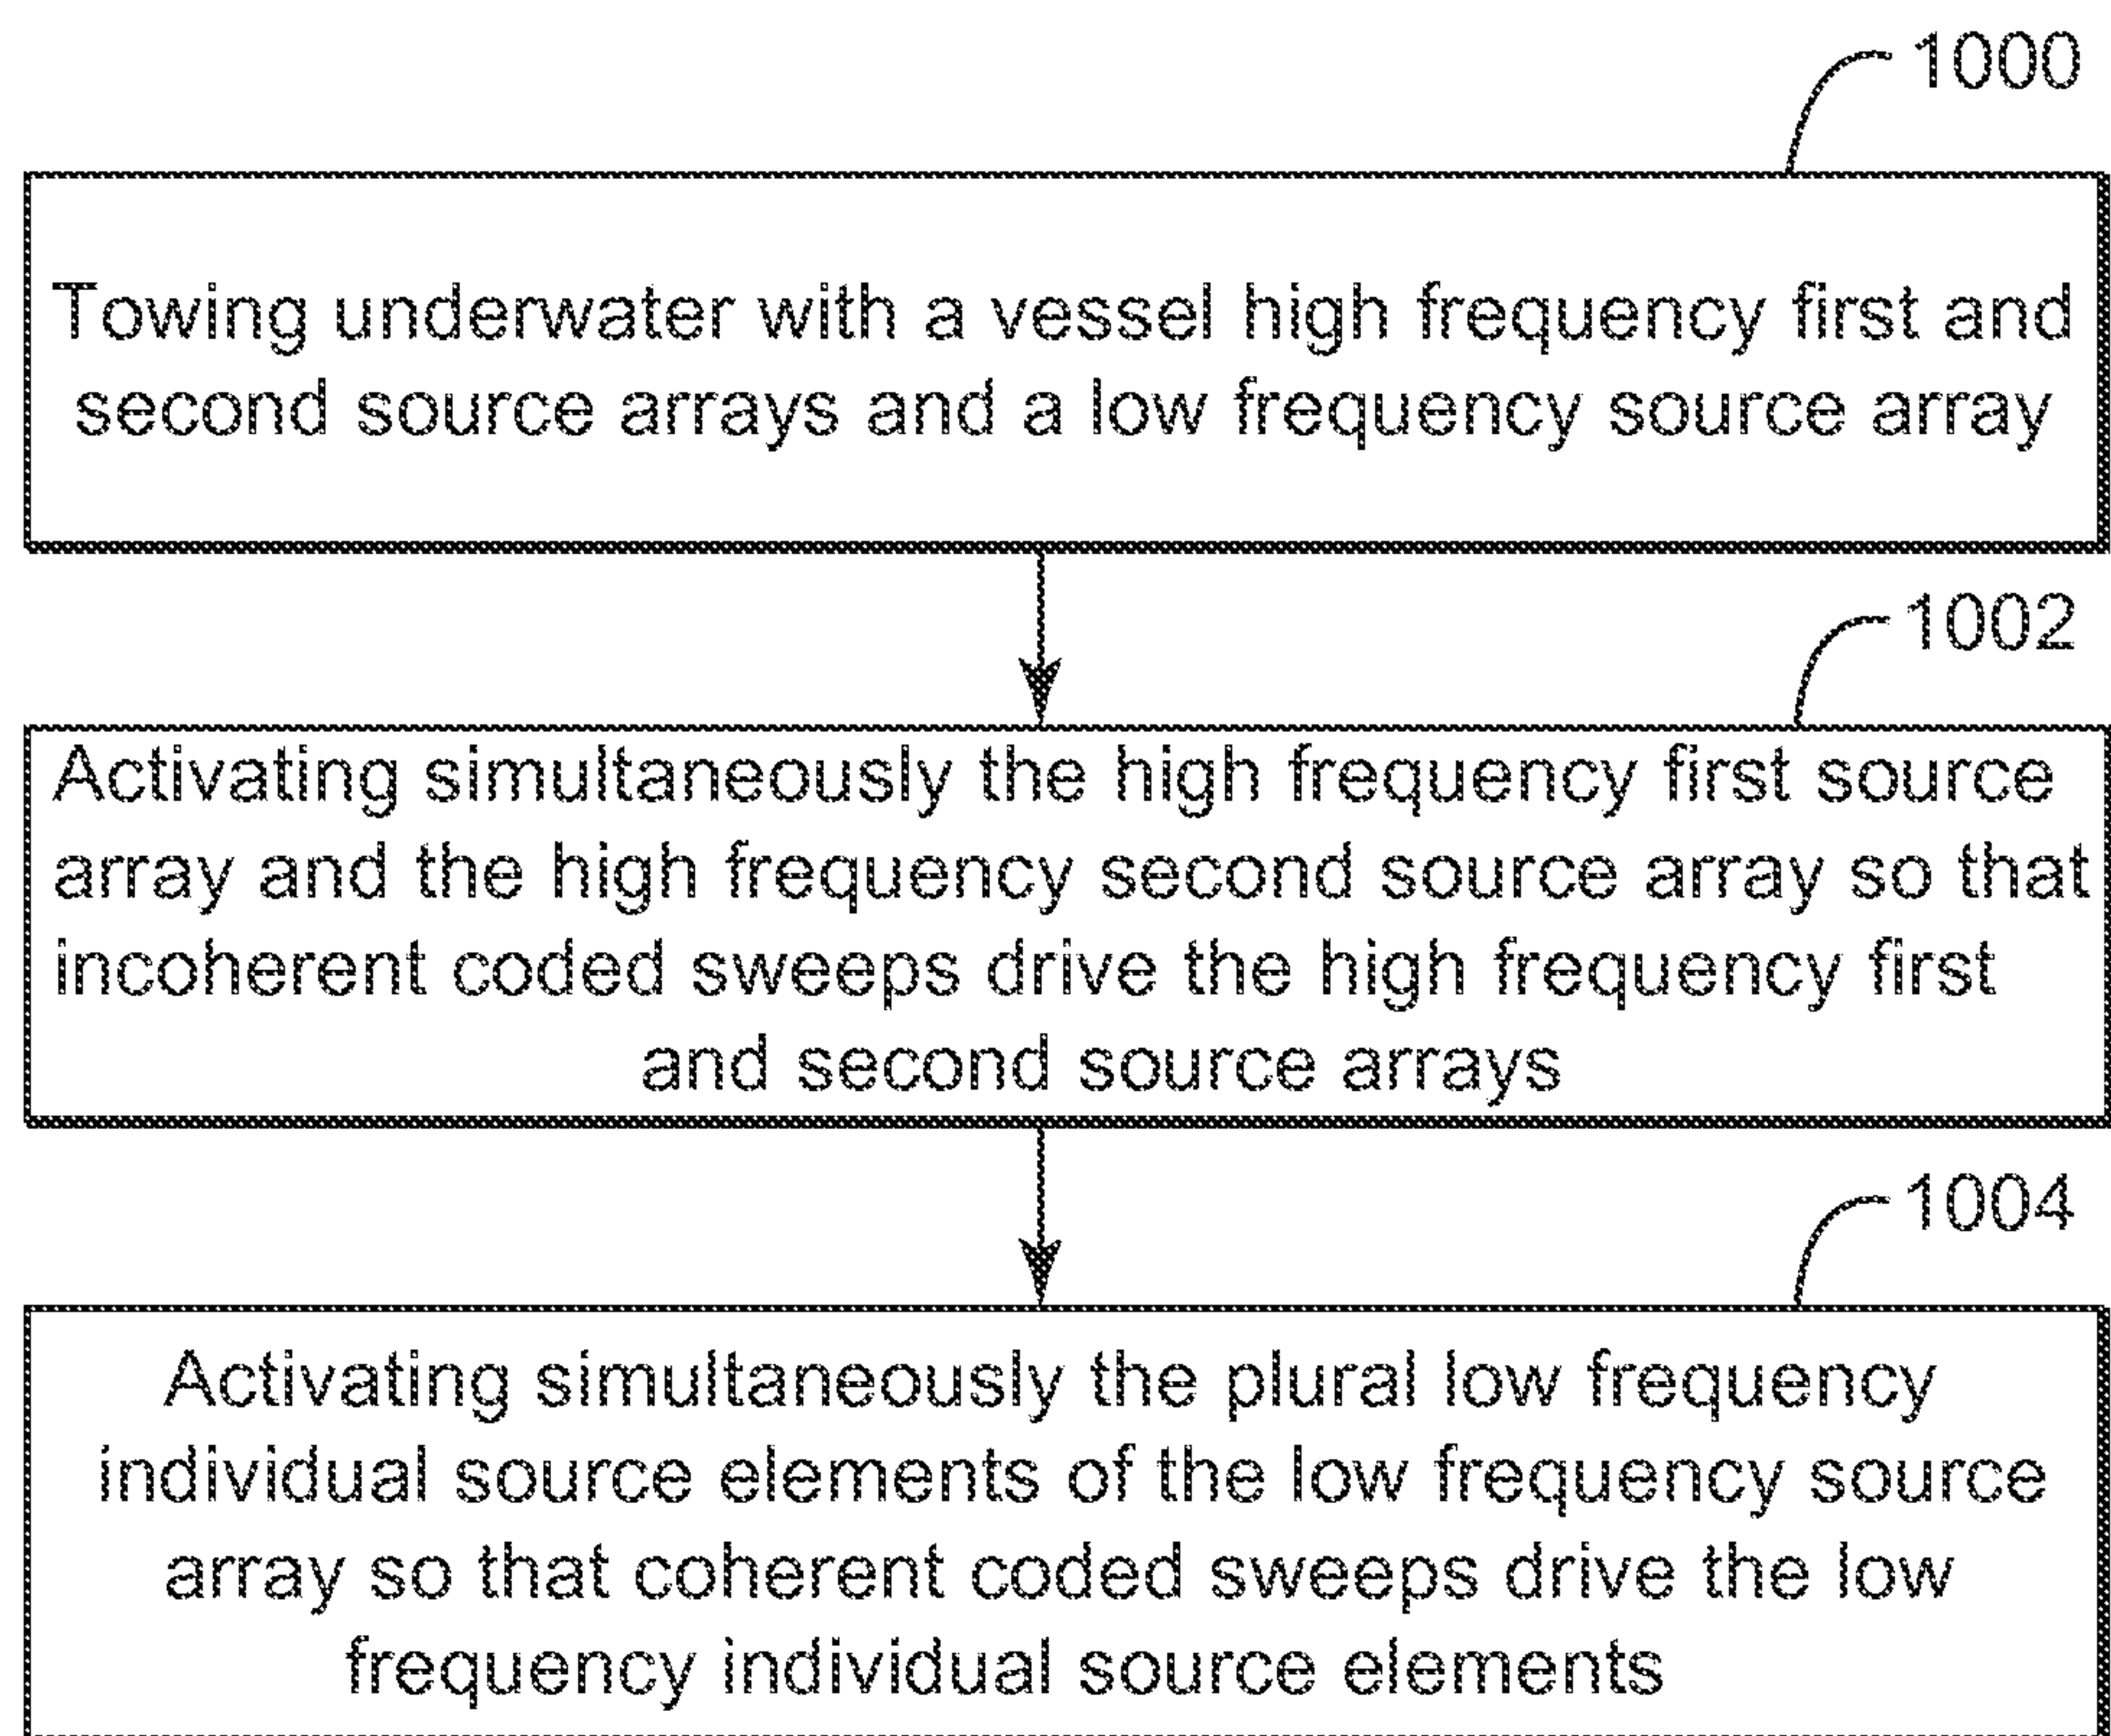 1000
Towing underwater with a vessel high frequency first and
second source arrays and a low frequency source array
1002
Activating simultaneously the high frequency first source
array and the high frequency second source array so that
incoherent coded sweeps drive the high frequency first
and second source arrays
1004
Activating simultaneously the plural low frequency
individual source elements of the low frequency source
array so that coherent coded sweeps drive the low
frequency individual source elements